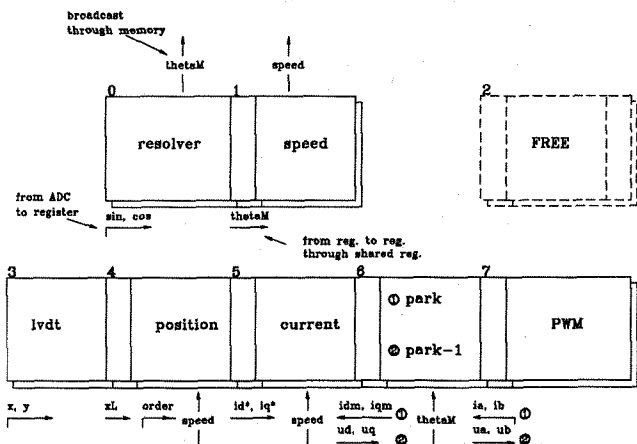 broadcast
through memory
thetaM
speed
0
1
2
resolver
speed
FREE
from ADC
to register
sin, cos
thetaM
from reg. to reg.
through shared reg.
3
4
5
6
7
lvdt
position
current
① park
② park-1
PWM
x, y
xL
order
speed
id*, iq*
speed
idm, iqm ①
ud, uq ②
thetaM
ia, ib ①
ua, ub ②